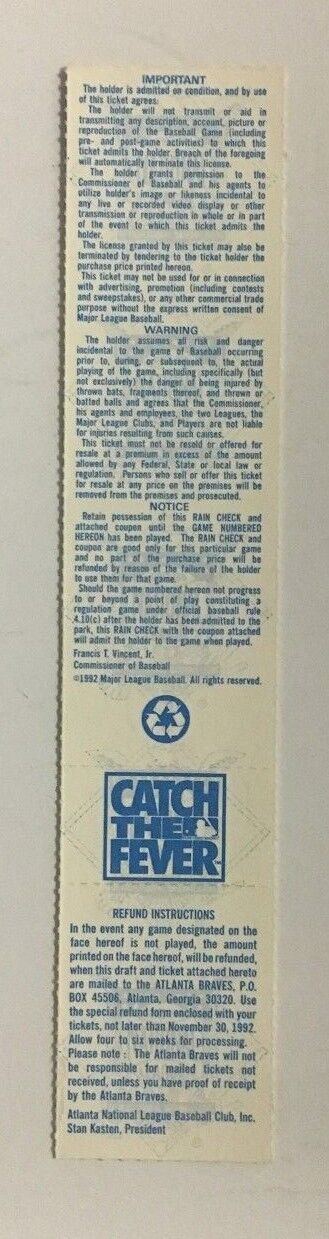 IMPORTANT
The holder is admitted on condition, and by use
of this ticket agrees:
The holder will not transmit or aid in
transmitting any description, account, picture or
reproduction of the Baseball Game (including
pre- and post-game activities) to which this
ticket admits the holder. Breach of the foregoing
will automatically terminate this license.
The holder grants permission to the
Commissioner of Baseball and his agents to
utilize holder's image or likeness incidental to
any live or recorded video display or other
transmission or reproduction in whole or in part
of the event to which this ticket admits the
holder.
The license granted by this ticket may also be
terminated by tendering to the ticket holder the
purchase price printed hereon.
This ticket may not be used for or in connection
with advertising, promotion (including contests
and sweepstakes), or any other commercial trade
purpose without the express written consent of
Major League Baseball.
WARNING
The holder assumes all risk and danger
incidental to the game of Baseball occurring
prior to, during, or subsequent to, the actual
playing of the game, including specifically (but
not exclusively) the danger of being injured by
thrown bats, fragments thereof, and thrown or
batted balls and agrees that the Commissioner,
his agents and employees, the two Leagues, the
Major League Clubs, and Players are not liable
for injuries resulting from such causes.
This ticket must not be resold or offered for
resale at a premium in excess of the amount
allowed by any Federal, State or local law or
regulation. Persons who sell or offer this ticket
for resale at any price on the premises will be
removed from the premises and prosecuted.
NOTICE
Retain possession of this RAIN CHECK and
attached coupon until the GAME NUMBERED
HEREON has been played. The RAIN CHECK and
coupon are good only for this particular game
and no part of the purchase price will be
refunded by reason of the failure of the holder
to use them for that game.
Should the game numbered hereon not progress
to or beyond a point of play constituting a
regulation game under official baseball rule
4.10(c) after the holder has been admitted to the
park, this RAIN CHECK with the coupon attached
will admit the holder to the game when played.
Francis T. Vincent, Jr.
Commissioner of Baseball
©1992 Major League Baseball. All rights reserved.
CATCH
THE
FEVER
REFUND INSTRUCTIONS
In the event any game designated on the
face hereof is not played, the amount
printed on the face hereof, will be refunded,
when this draft and ticket attached hereto
are mailed to the ATLANTA BRAVES, P.O.
BOX 45506, Atlanta, Georgia 30320. Use
the special refund form enclosed with your
tickets, not later than November 30, 1992.
Allow four to six weeks for processing.
Please note : The Atlanta Braves will not
be responsible for mailed tickets not
received, unless you have proof of receipt
by the Atlanta Braves.
Atlanta National League Baseball Club, Inc.
Stan Kasten, President